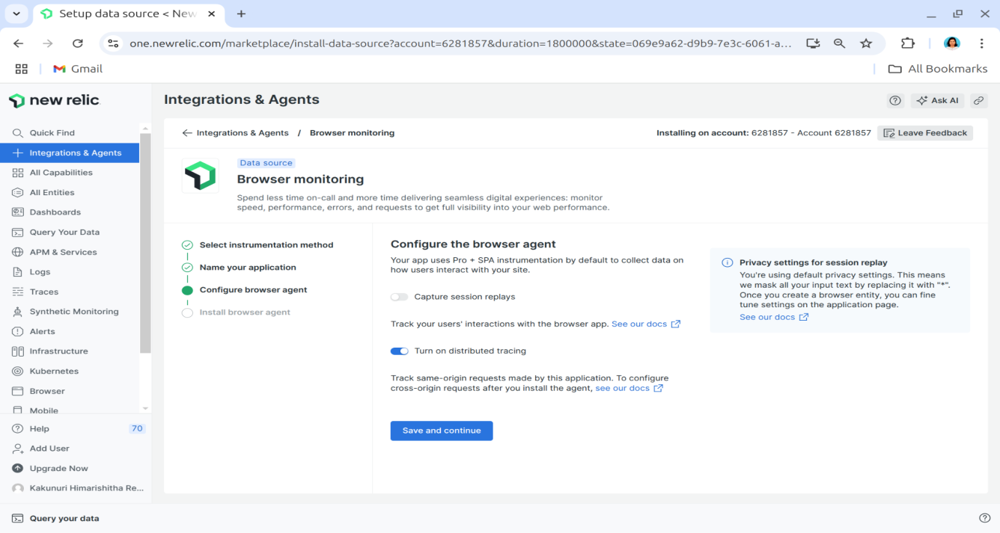 Setup data source < New
one.newrelic.com/marketplace/install-data-source?account=6281857&duration=1800000&state=069e9a62-d9b9-7e3c-6061-a...
Gmail
All Bookmarks
new relic
Integrations & Agents
Ask AI
Quick Find
Integrations & Agents
All Capabilities
All Entities
Dashboards
Query Your Data
APM & Services
Logs
Traces
Synthetic Monitoring
Alerts
Infrastructure
Kubernetes
Browser
Mobile
Help 70
Add User
Upgrade Now
Kakunuri Himarishitha Re...
Integrations & Agents / Browser monitoring
Installing on account: 6281857 - Account 6281857
Leave Feedback
Data source
Browser monitoring
Spend less time on-call and more time delivering seamless digital experiences: monitor
speed, performance, errors, and requests to get full visibility into your web performance.
Select instrumentation method
Name your application
Configure browser agent
Install browser agent
Configure the browser agent
Your app uses Pro + SPA instrumentation by default to collect data on
how users interact with your site.
Capture session replays
Track your users' interactions with the browser app. See our docs
Turn on distributed tracing
Track same-origin requests made by this application. To configure
cross-origin requests after you install the agent, see our docs
Save and continue
Privacy settings for session replay
You're using default privacy settings. This means
we mask all your input text by replacing it with "*".
Once you create a browser entity, you can fine
tune settings on the application page.
See our docs
Query your data